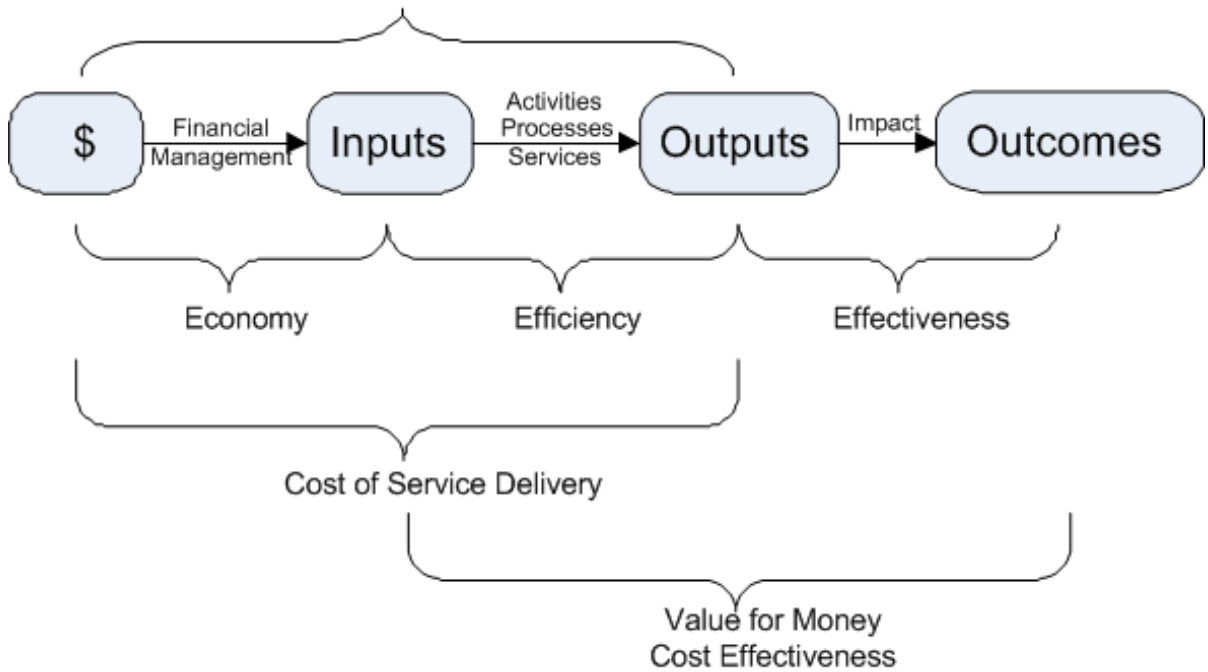 $
Financial
Management
Inputs
Activities
Processes
Services
Outputs
Impact
Outcomes
Economy
Efficiency
Effectiveness
Cost of Service Delivery
Value for Money
Cost Effectiveness